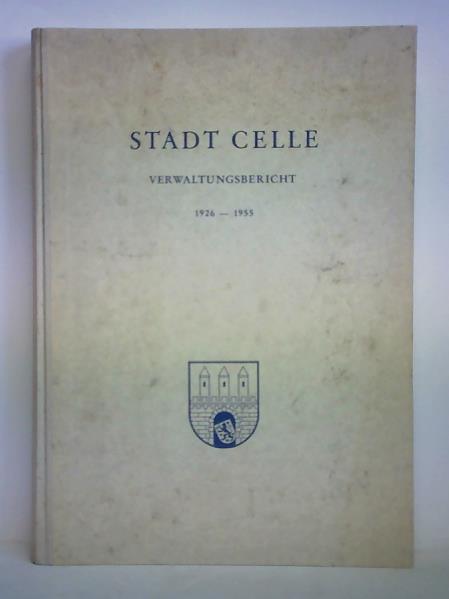 STADT CELLE
VERWALTUNGSBERICHT
1926 — 1955